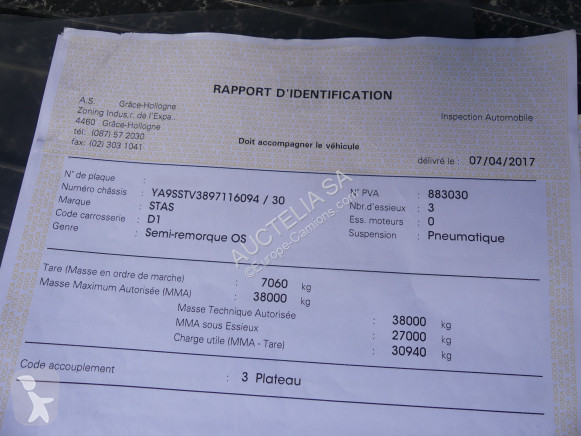 RAPPORT D'IDENTIFICATION
A.S. Grâce-Hollogne
Zoning Indus,r. de l'Expa..
4460 Grâce-Hollogne
tél: (087) 57 2030
fax: (02) 303 1041
Inspection Automobile
Doit accompagner le véhicule
délivré le : 07/04/2017
N° de plaque :
Numéro châssis : YA9SSTV3897116094 / 30
Marque : STAS
Code carrosserie : D1
Genre : Semi-remorque OS
N° PVA : 883030
Nbr.d'essieux : 3
Ess. moteurs : 0
Suspension : Pneumatique
AUCTELIA SA
©Europe-Camions.com
Tare (Masse en ordre de marche) : 7060 kg
Masse Maximum Autorisée (MMA) : 38000 kg
Masse Technique Autorisée : 38000 kg
MMA sous Essieux : 27000 kg
Charge utile (MMA - Tare) : 30940 kg
Code accouplement : 3 Plateau